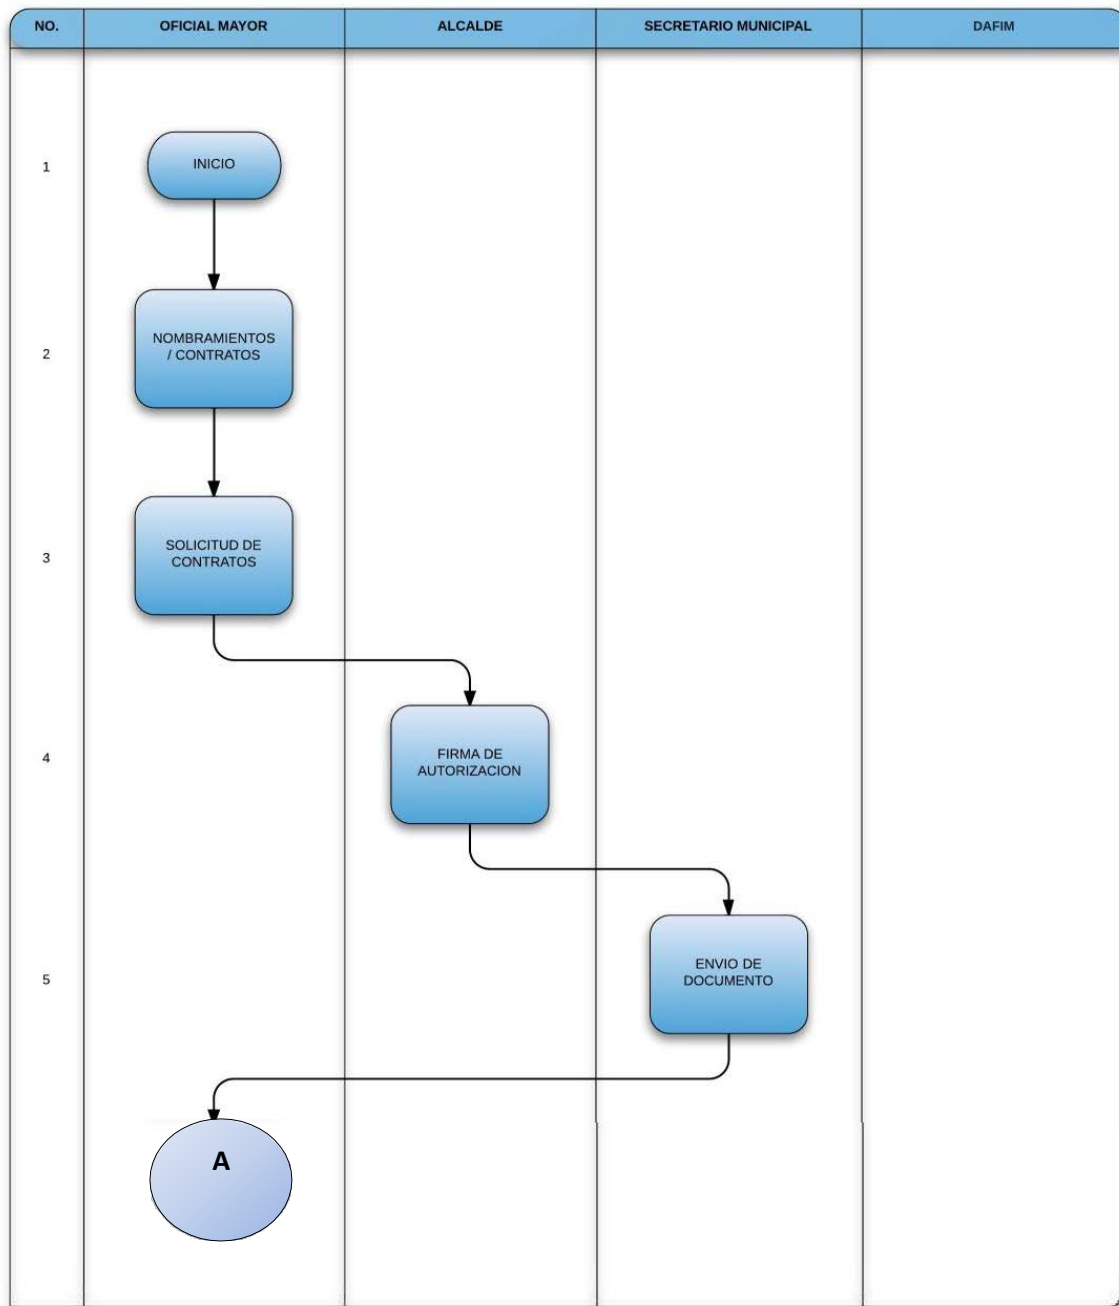 NO. OFICIAL MAYOR ALCALDE SECRETARIO MUNICIPAL DAFIM
1 INICIO
2 NOMBRAMIENTOS
/ CONTRATOS
3 SOLICITUD DE
CONTRATOS
4 FIRMA DE
AUTORIZACION
5 ENVIO DE
DOCUMENTO
A